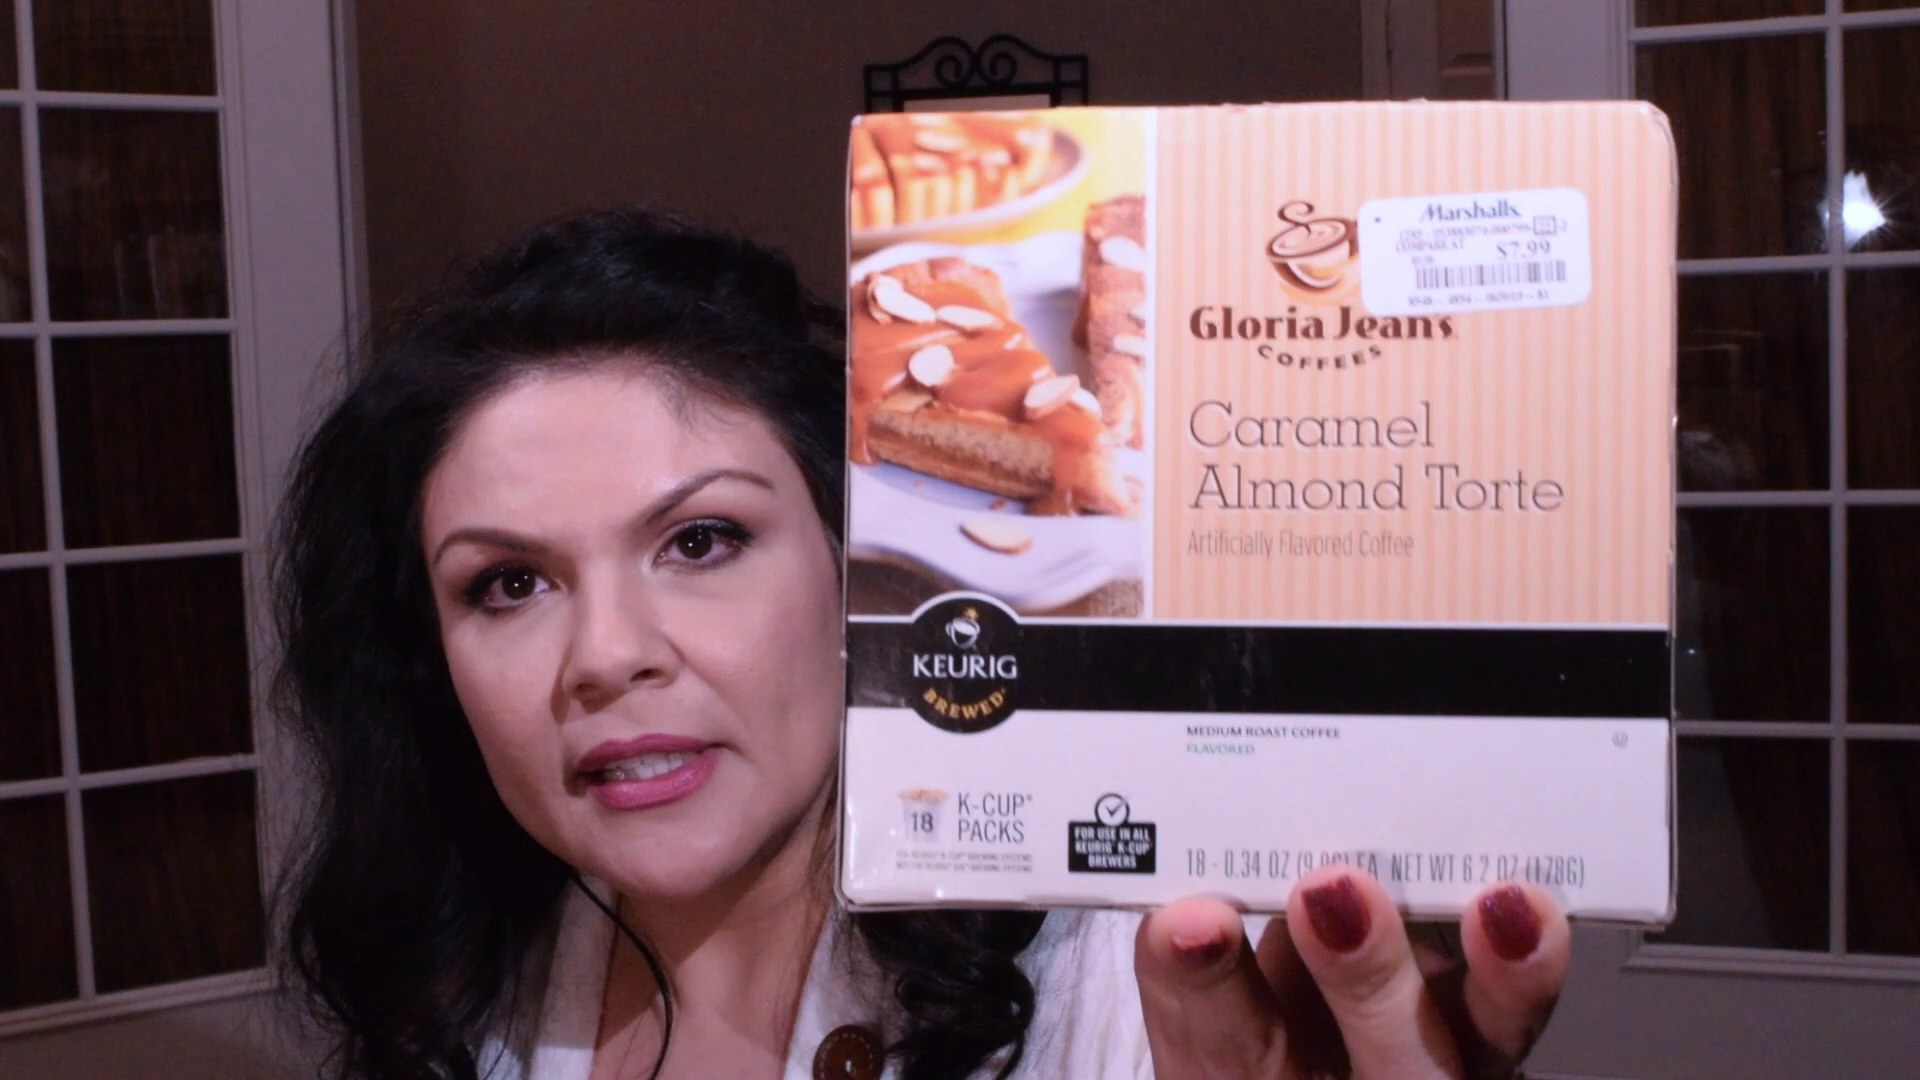 Marshalls
COMPARE AT $7.99
Gloria Jean's
COFFEES
Caramel
Almond Torte
Artificially Flavored Coffee
KEURIG
BREWED
MEDIUM ROAST COFFEE
FLAVORED
18
K-CUP®
PACKS
FOR USE IN ALL
KEURIG® K-CUP®
BREWERS
18 - 0.34 OZ EA NET WT 6.2 OZ (178G)